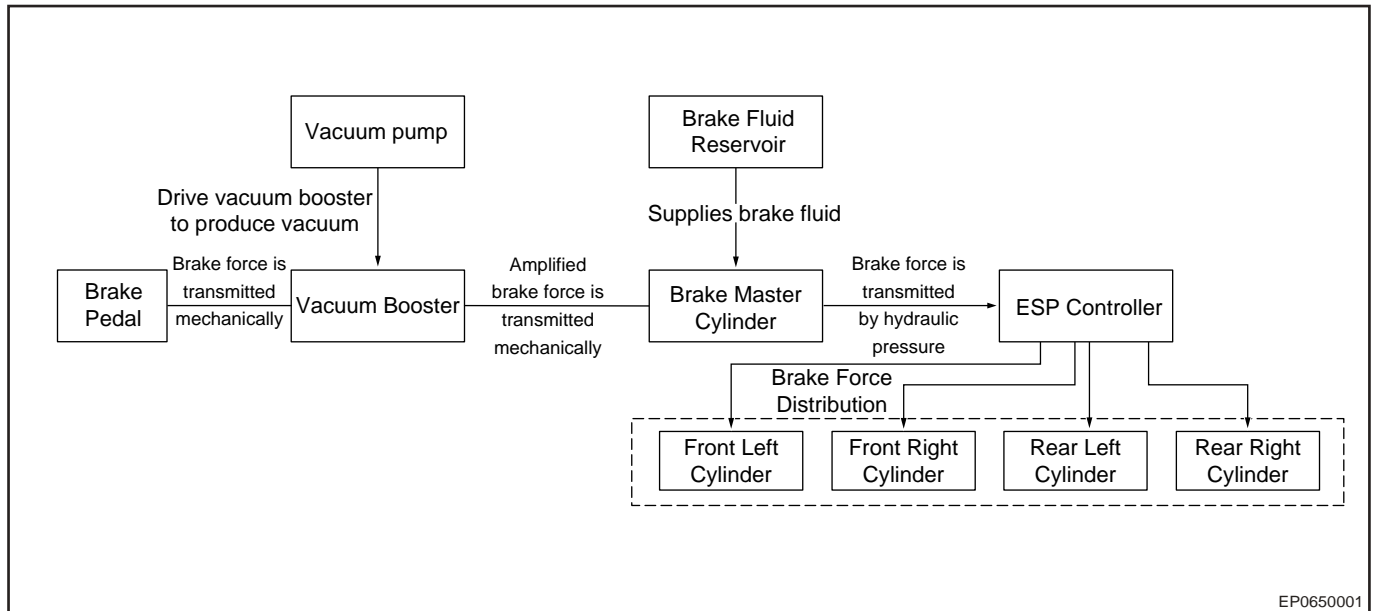 Vacuum pump
Brake Fluid
Reservoir
Drive vacuum booster
to produce vacuum
Supplies brake fluid
Brake
Pedal
Brake force is
transmitted
mechanically
Vacuum Booster
Amplified
brake force is
transmitted
mechanically
Brake Master
Cylinder
Brake force is
transmitted
by hydraulic
pressure
ESP Controller
Brake Force
Distribution
Front Left
Cylinder
Front Right
Cylinder
Rear Left
Cylinder
Rear Right
Cylinder
EP0650001